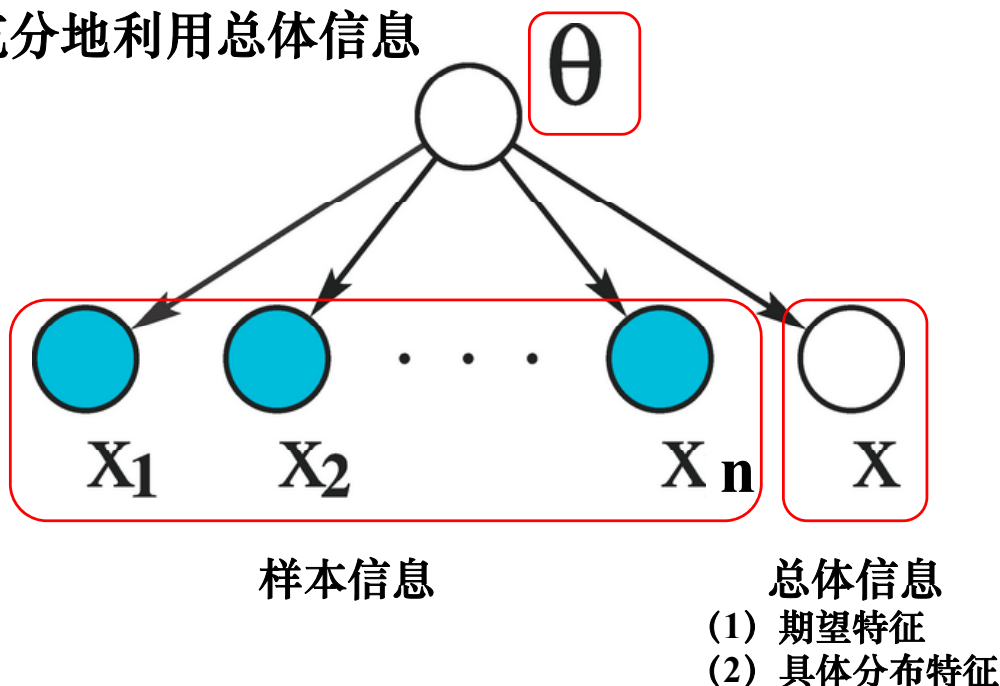 分地利用总体信息
θ
X1 X2 · · · X n X
样本信息 总体信息
（1）期望特征
（2）具体分布特征